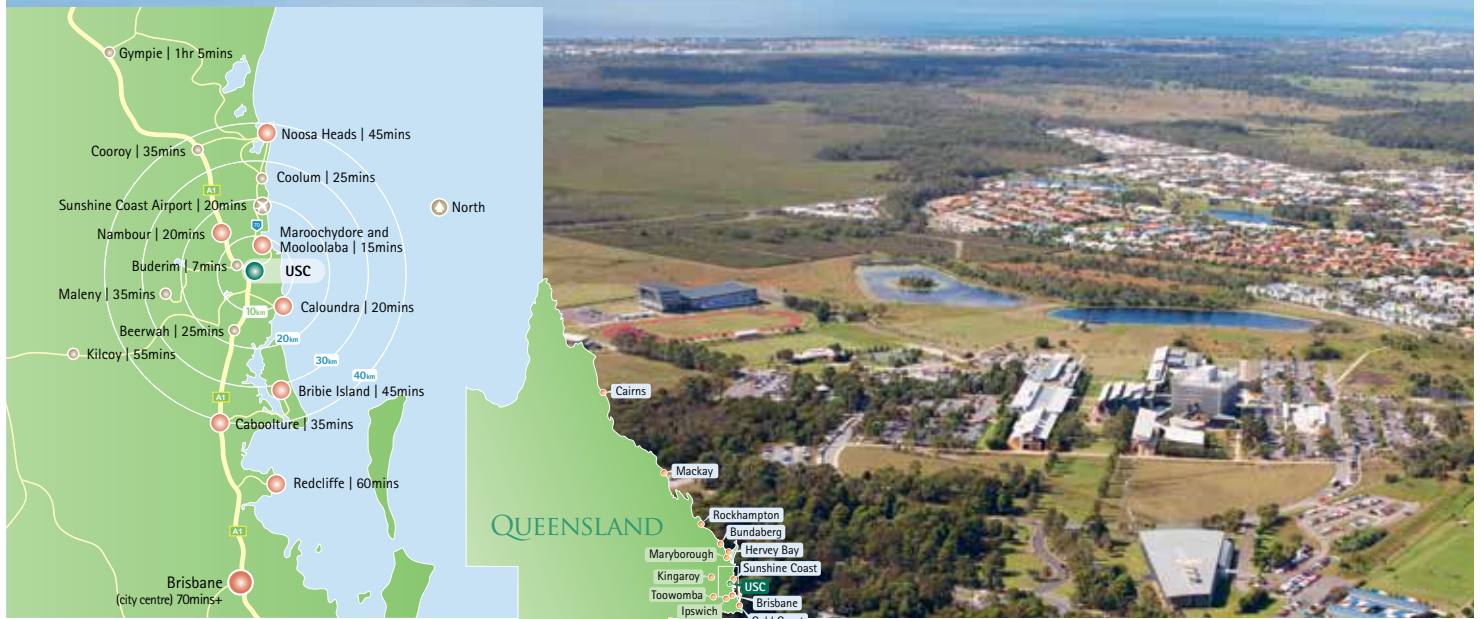 Gympie | 1hr 5mins
Noosa Heads | 45mins
Cooroy | 35mins
Coolum | 25mins
A1
Sunshine Coast Airport | 20mins
North
Nambour | 20mins
Maroochydore and
Mooloolaba | 15mins
Buderim | 7mins
USC
Maleny | 35mins
10km
Caloundra | 20mins
Beerwah | 25mins
20km
Kilcoy | 55mins
30km
40km
Bribie Island | 45mins
A1
Caboolture | 35mins
Redcliffe | 60mins
A1
Brisbane
(city centre) 70mins+
Cairns
Mackay
QUEENSLAND
Rockhampton
Bundaberg
Hervey Bay
Maryborough
Sunshine Coast
Kingaroy
USC
Toowomba
Brisbane
Ipswich